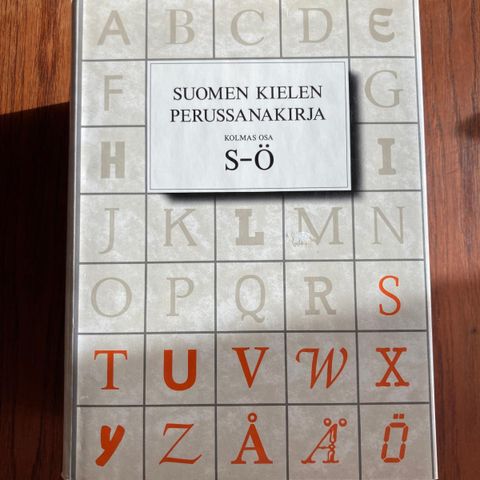 A B C D E
F G
SUOMEN KIELEN
PERUSSANAKIRJA
KOLMAS OSA
S-Ö
H I
J K L M N
O P Q R S
T U V W X
y Z Å Ä Ö